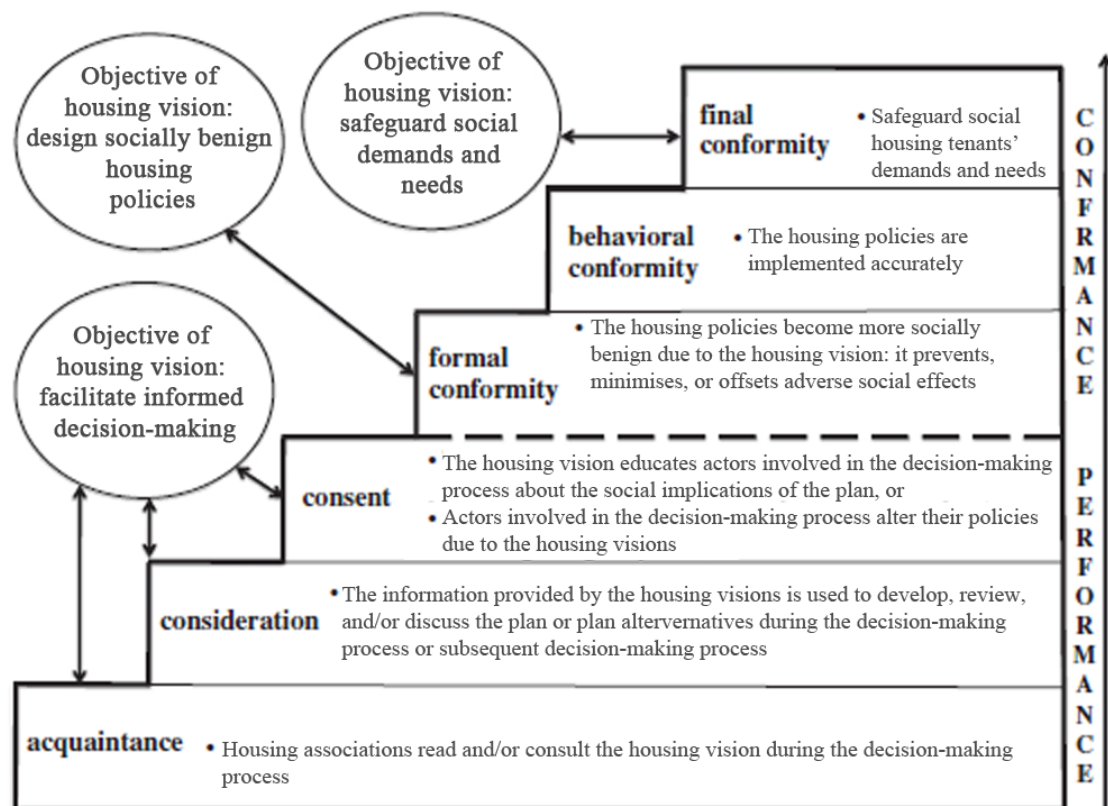 Objective of
housing vision:
design socially benign
housing
policies
Objective of
housing vision:
safeguard social
demands and
needs
final
conformity
• Safeguard social
housing tenants'
demands and needs
behavioral
conformity
• The housing policies are
implemented accurately
Objective of
housing vision:
facilitate informed
decision-making
formal
conformity
• The housing policies become more socially
benign due to the housing vision: it prevents,
minimises, or offsets adverse social effects
consent
• The housing vision educates actors involved in the decision-making
process about the social implications of the plan, or
• Actors involved in the decision-making process alter their policies
due to the housing visions
consideration
• The information provided by the housing visions is used to develop, review,
and/or discuss the plan or plan altervernatives during the decision-making
process or subsequent decision-making process
acquaintance
• Housing associations read and/or consult the housing vision during the decision-making
process
CONFRMANCE
PERFORMANCE